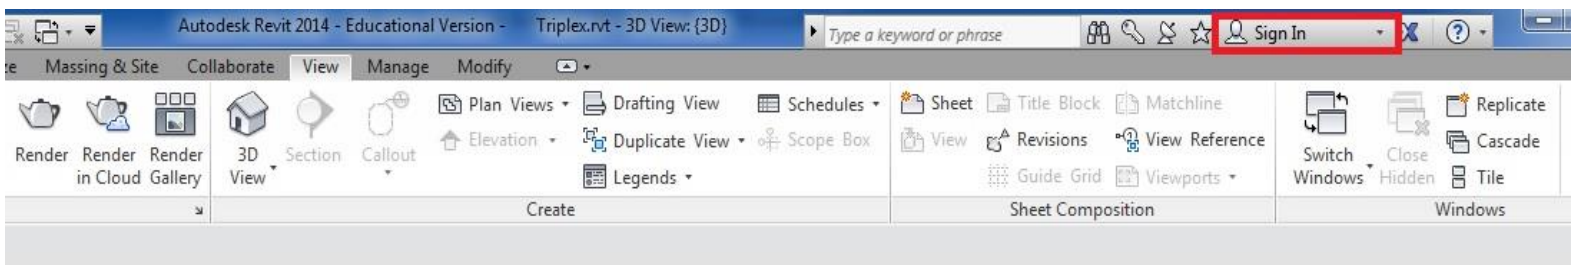 Autodesk Revit 2014 - Educational Version - Triplex.rvt - 3D View: {3D} Type a keyword or phrase Sign In
Massing & Site Collaborate View Manage Modify
Plan Views Drafting View Schedules Sheet Title Block Matchline Replicate
Elevation Duplicate View Scope Box View Revisions View Reference Cascade
Render Render in Cloud Render Gallery 3D View Section Callout Switch Windows Close Hidden
Legends Guide Grid Viewports Tile
Create Sheet Composition Windows